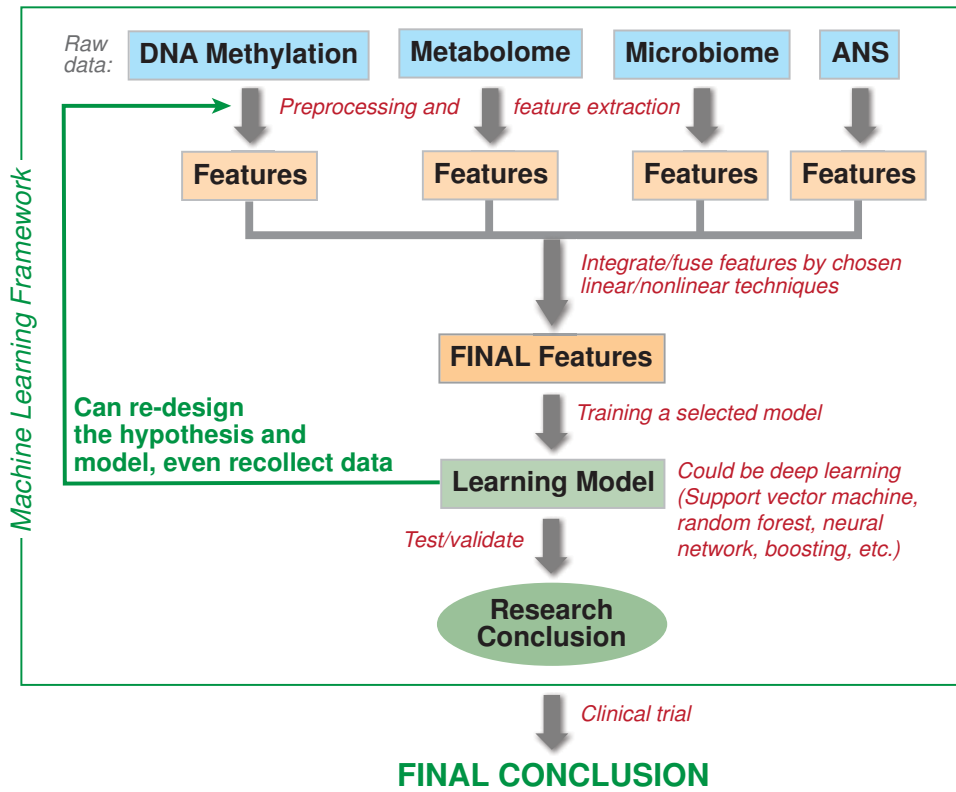 Raw
data:
DNA Methylation
Metabolome
Microbiome
ANS
Preprocessing and
feature extraction
Features
Features
Features
Features
Integrate/fuse features by chosen
linear/nonlinear techniques
FINAL Features
Training a selected model
Can re-design
the hypothesis and
model, even recollect data
Learning Model
Could be deep learning
(Support vector machine,
random forest, neural
network, boosting, etc.)
Test/validate
Research
Conclusion
Machine Learning Framework
Clinical trial
FINAL CONCLUSION